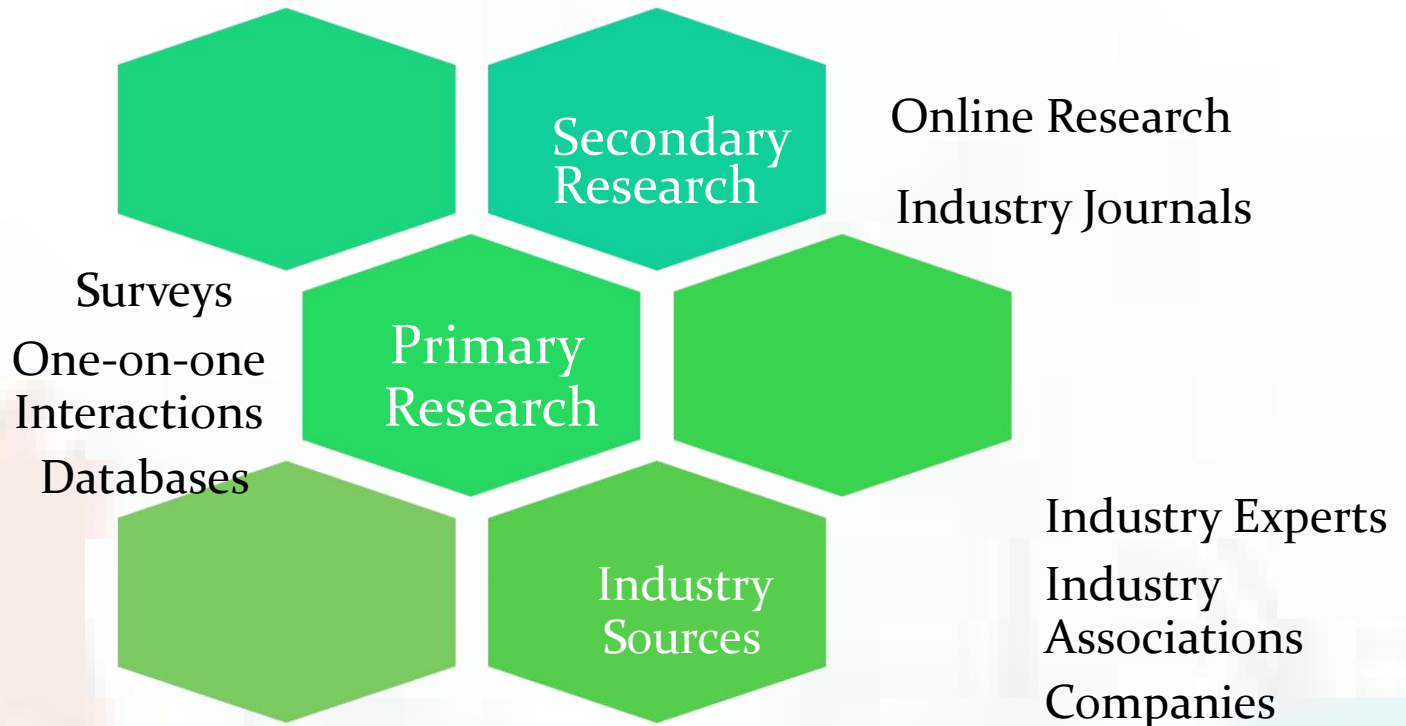 Secondary
Research
Online Research
Industry Journals
Surveys
One-on-one
Interactions
Databases
Primary
Research
Industry
Sources
Industry Experts
Industry
Associations
Companies